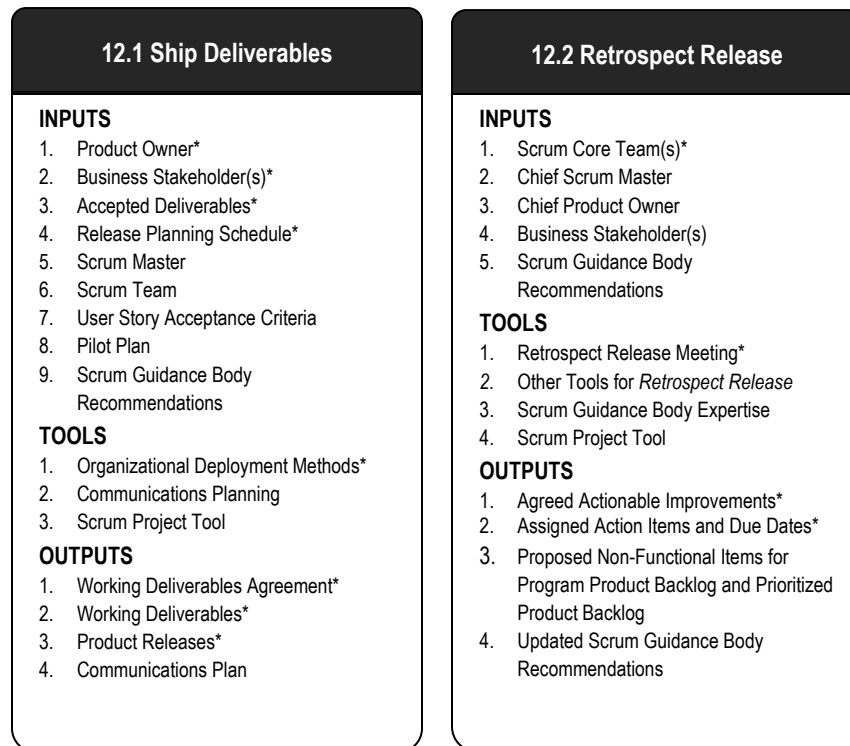 12.1 Ship Deliverables
INPUTS
1. Product Owner*
2. Business Stakeholder(s)*
3. Accepted Deliverables*
4. Release Planning Schedule*
5. Scrum Master
6. Scrum Team
7. User Story Acceptance Criteria
8. Pilot Plan
9. Scrum Guidance Body
Recommendations
TOOLS
1. Organizational Deployment Methods*
2. Communications Planning
3. Scrum Project Tool
OUTPUTS
1. Working Deliverables Agreement*
2. Working Deliverables*
3. Product Releases*
4. Communications Plan
12.2 Retrospect Release
INPUTS
1. Scrum Core Team(s)*
2. Chief Scrum Master
3. Chief Product Owner
4. Business Stakeholder(s)
5. Scrum Guidance Body
Recommendations
TOOLS
1. Retrospect Release Meeting*
2. Other Tools for Retrospect Release
3. Scrum Guidance Body Expertise
4. Scrum Project Tool
OUTPUTS
1. Agreed Actionable Improvements*
2. Assigned Action Items and Due Dates*
3. Proposed Non-Functional Items for
Program Product Backlog and Prioritized
Product Backlog
4. Updated Scrum Guidance Body
Recommendations